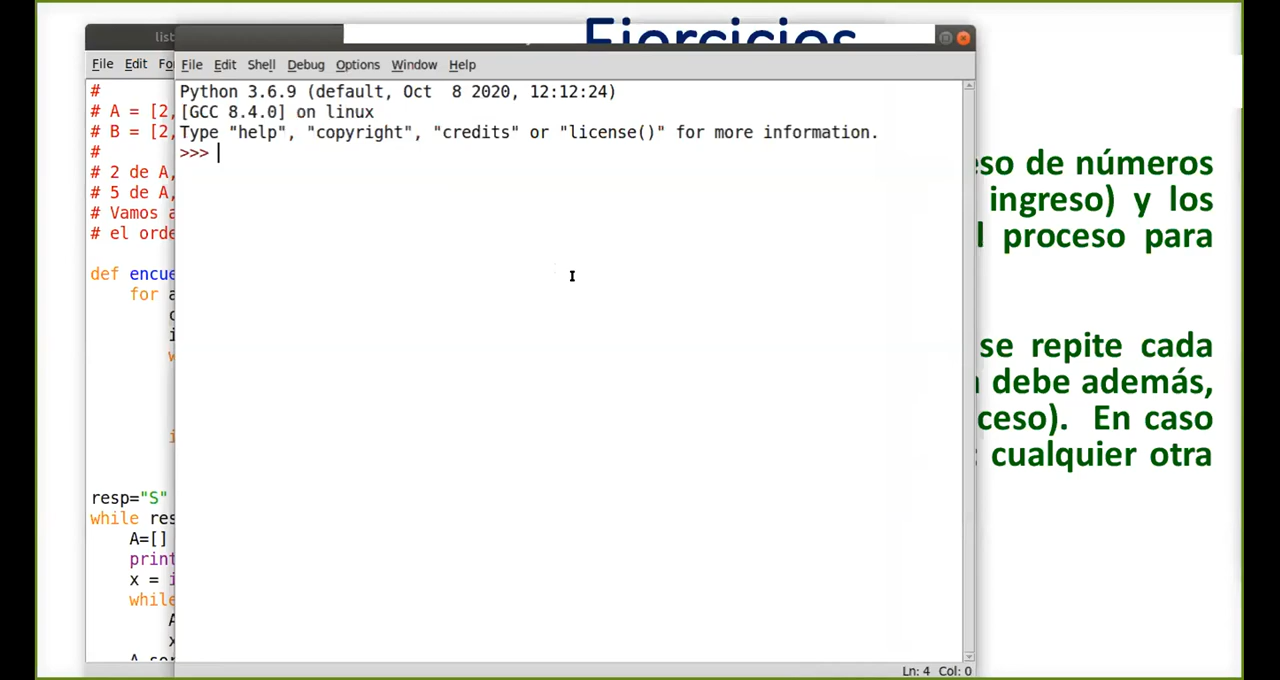 Ejercicios
list
File Edit Fo
#
# A = [2,
# B = [2,
#
# 2 de A,
# 5 de A,
# Vamos a
# el orde
def encue
for a
resp="S"
while res
A=[]
print
x = i
while
A
x
A.sor
File Edit Shell Debug Options Window Help
Python 3.6.9 (default, Oct 8 2020, 12:12:24)
[GCC 8.4.0] on linux
Type "help", "copyright", "credits" or "license()" for more information.
>>>
Ln: 4 Col: 0
eso de números
ingreso) y los
l proceso para
se repite cada
debe además,
ceso). En caso
cualquier otra